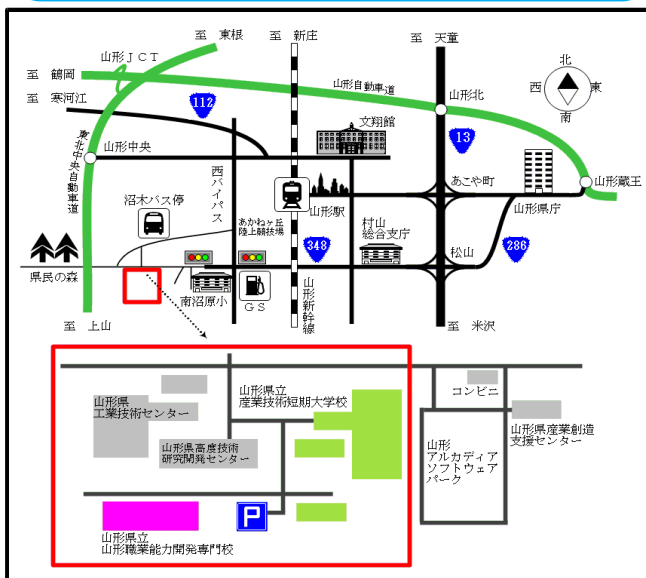 至 東根
至 新庄
至 天童
山形JCT
至 鶴岡
至 寒河江
山形自動車道
山形北
北
西
東
南
112
13
文翔館
山形中央
東北中央自動車道
西バイパス
沼木バス停
あかねヶ丘
陸上競技場
山形駅
あこや町
山形県庁
山形蔵王
村山
総合支庁
348
松山
286
県民の森
南沼原小
GS
山形新幹線
至 上山
至 米沢
山形県
工業技術センター
山形県立
産業技術短期大学校
山形県高度技術
研究開発センター
コンビニ
山形県産業創造
支援センター
山形
アルカディア
ソフトウェア
パーク
P
山形県立
山形職業能力開発専門校